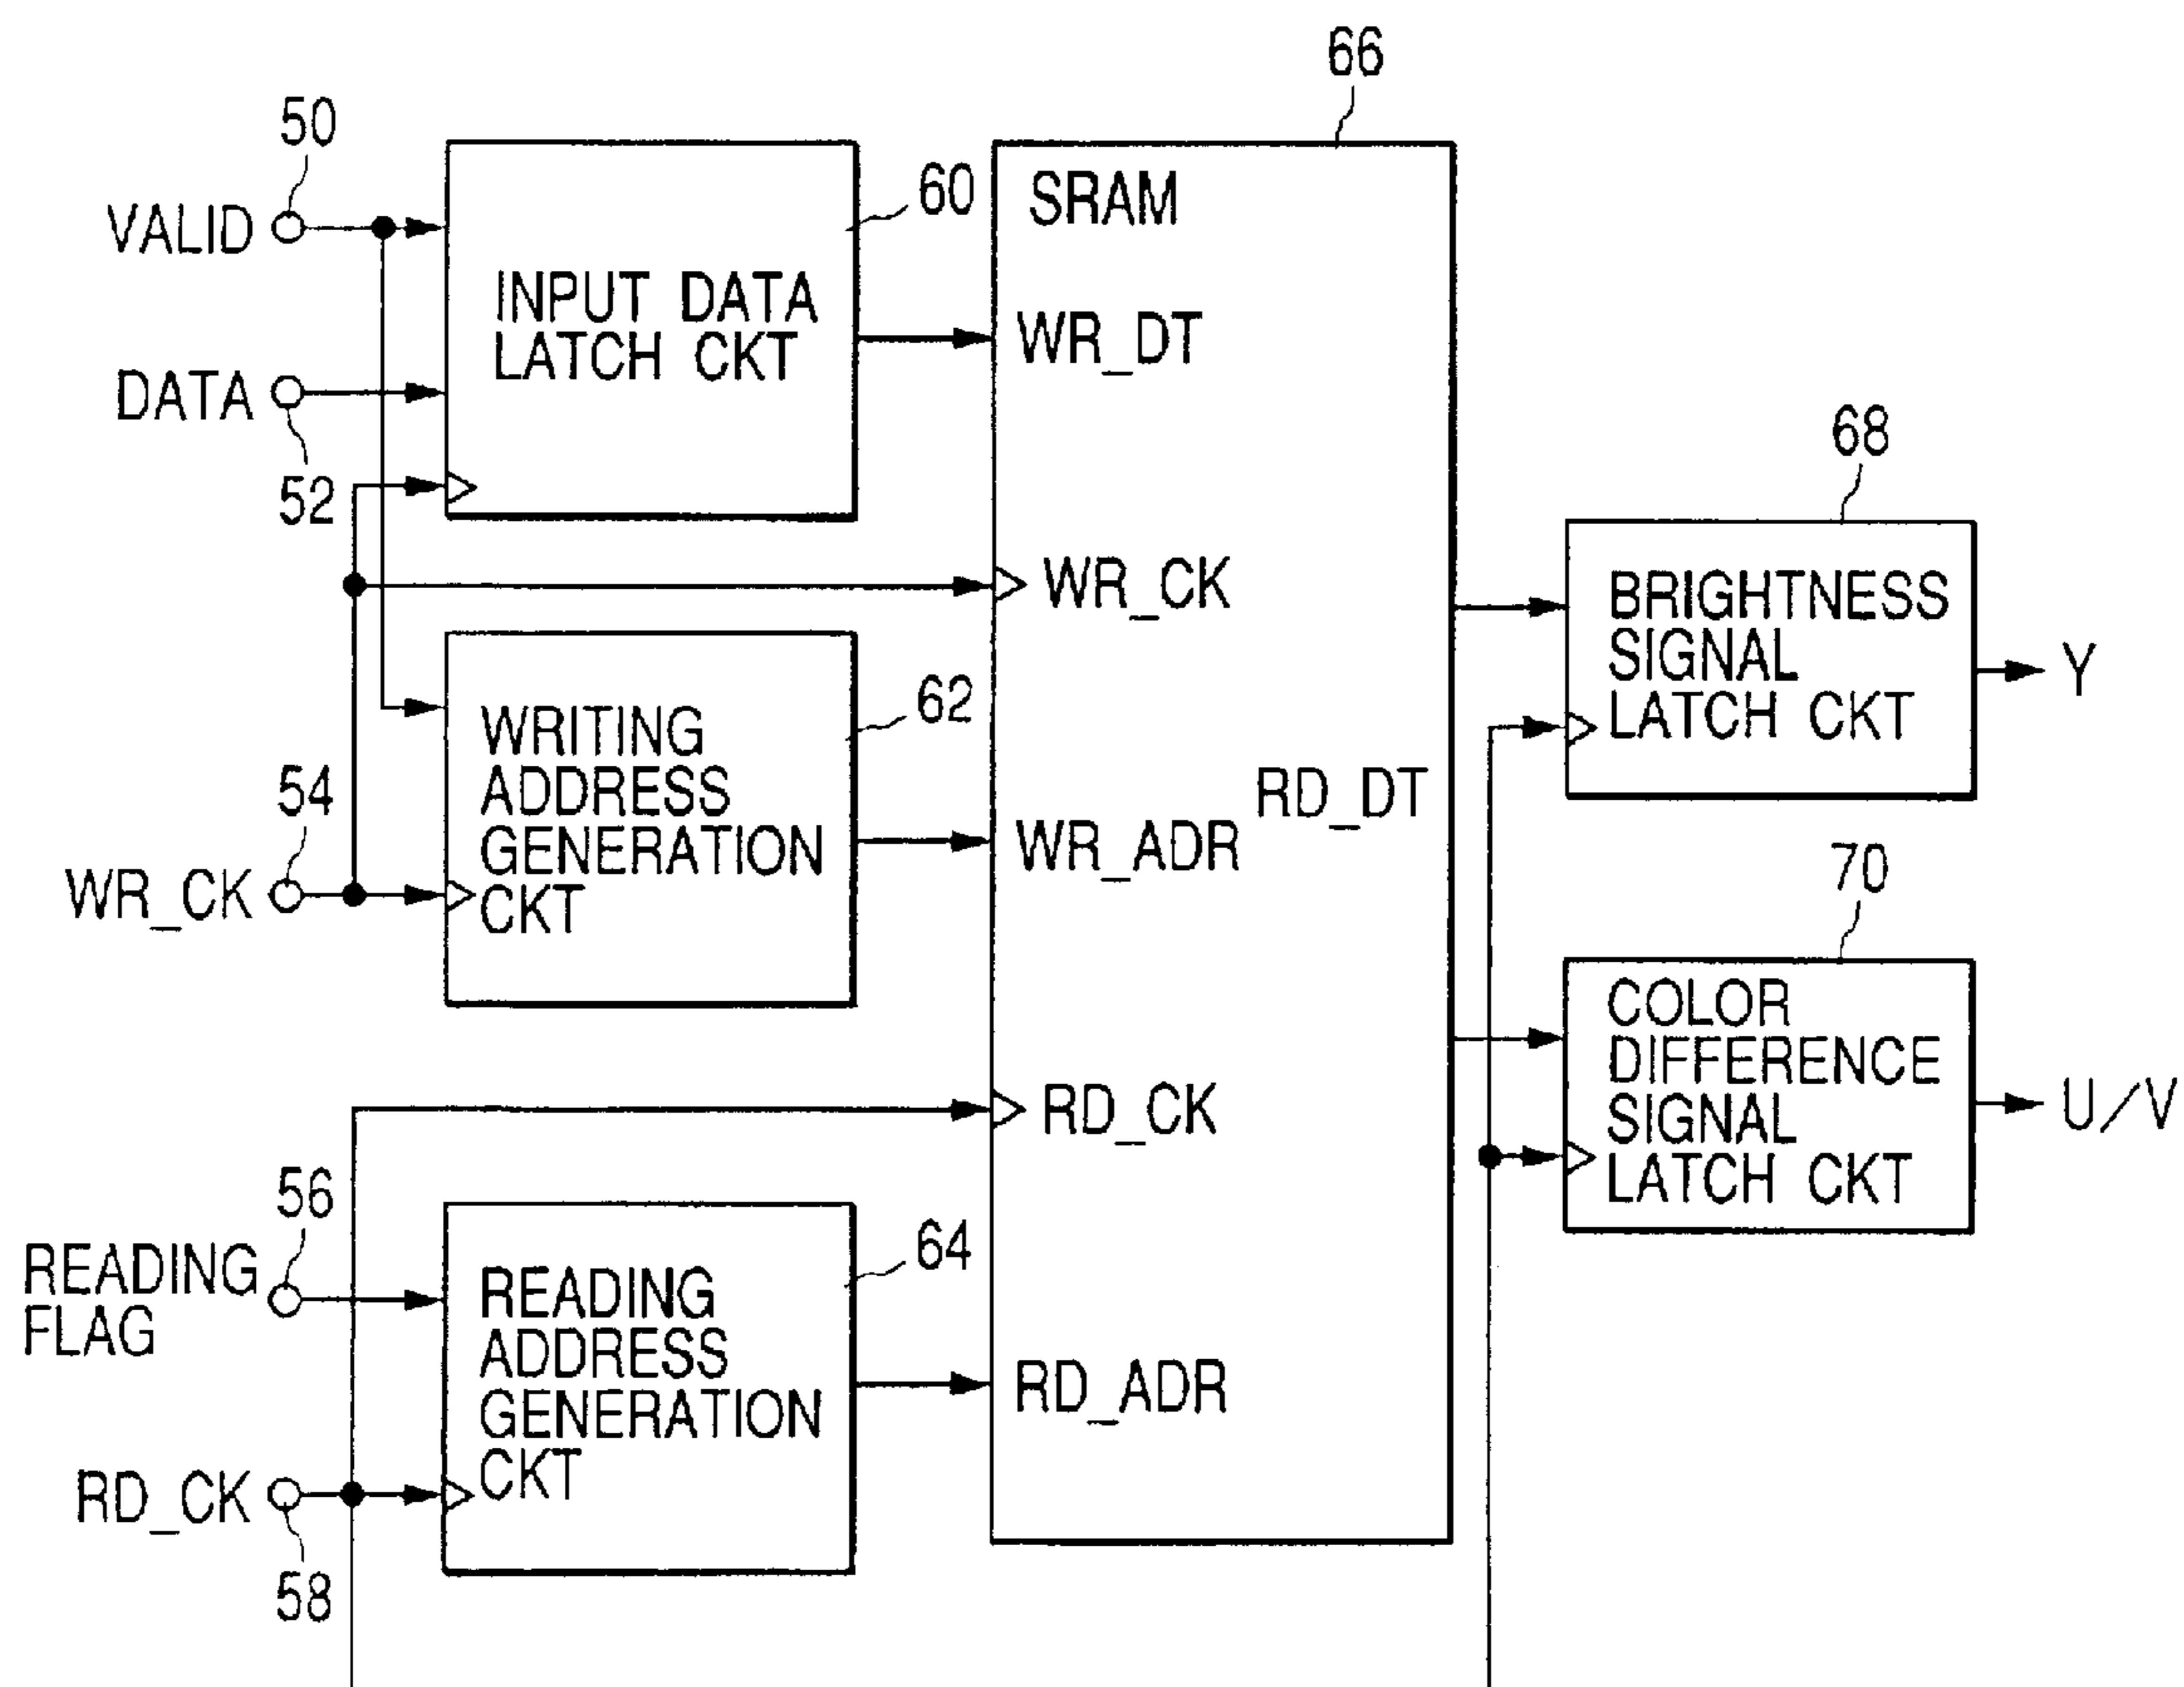 66
50
VALID
60
SRAM
INPUT DATA
LATCH CKT
WR_DT
DATA
52
68
WR_CK
BRIGHTNESS
SIGNAL
LATCH CKT
Y
62
WRITING
ADDRESS
GENERATION
CKT
54
WR_CK
RD_DT
WR_ADR
70
COLOR
DIFFERENCE
SIGNAL
LATCH CKT
U/V
RD_CK
56
READING
FLAG
64
READING
ADDRESS
GENERATION
CKT
RD_ADR
RD_CK
58